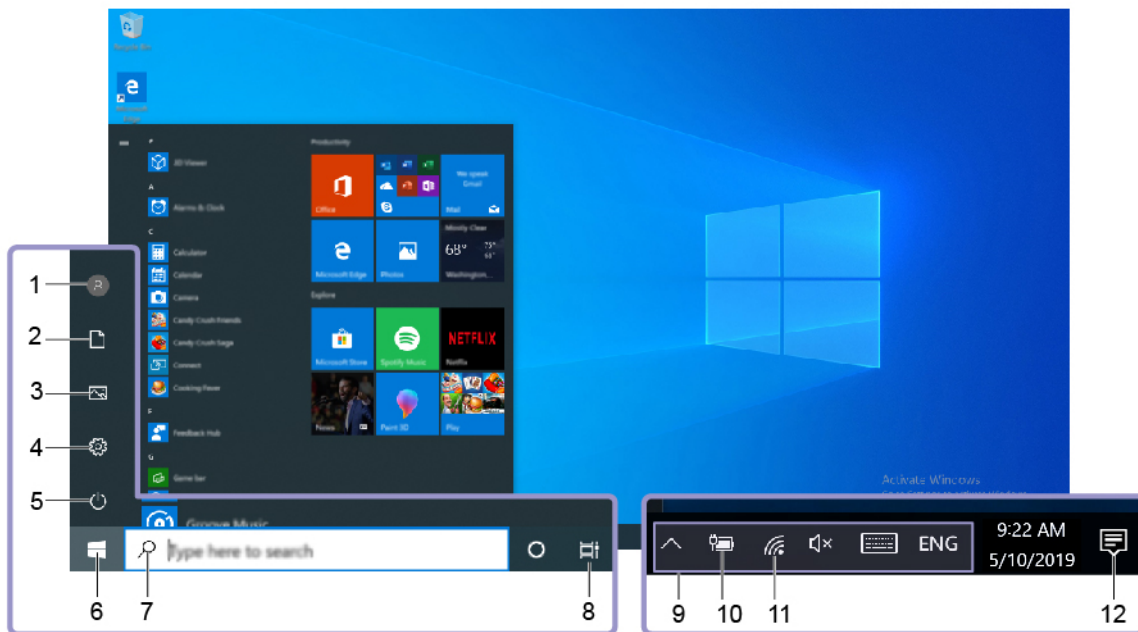 Recycle Bin
Microsoft
Edge
#
3D Viewer
A
Alarms & Clock
C
Calculator
Calendar
Camera
Candy Crush Friends
Candy Crush Saga
Connect
Cooking Fever
F
Feedback Hub
G
Game bar
Groove Music
Productivity
Office
We speak
Email
Mail
Microsoft Edge
Photos
Mostly Clear
68°
75°
Washington,...
Explore
Microsoft Store
Spotify Music
NETFLIX
Netflix
News
Paint 3D
Play
Activate Windows
1
2
3
4
5
Type here to search
6
7
8
ENG
9:22 AM
5/10/2019
9
10
11
12